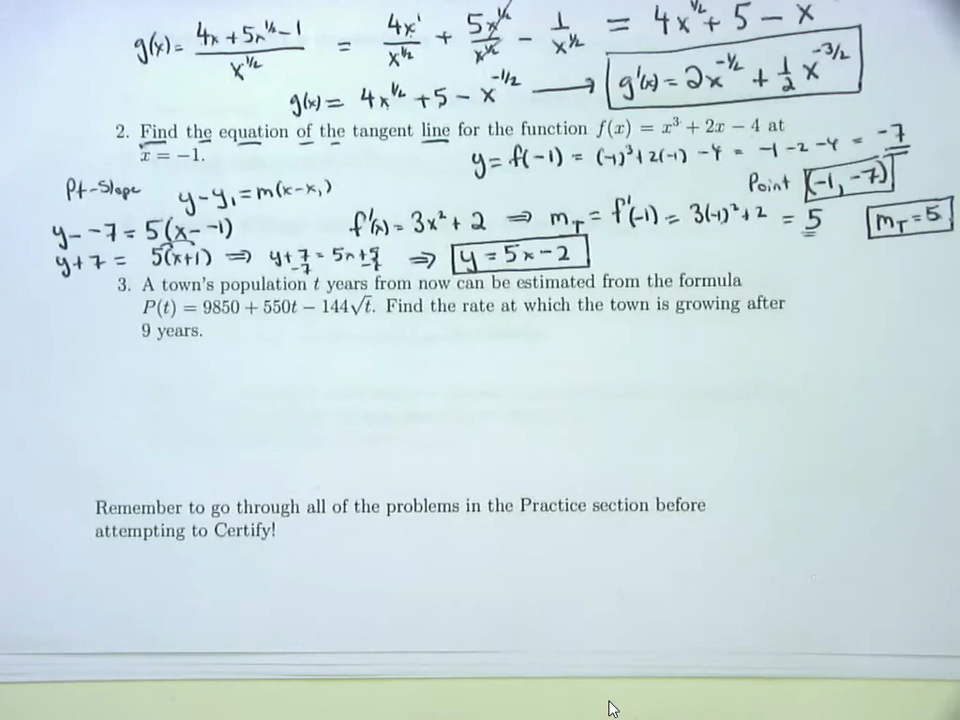 g(x) = (4x + 5x^1/2 - 1)/x^1/2 = 4x^1/x^1/2 + 5x^1/2/x^1/2 - 1/x^1/2 = 4x^1/2 + 5 - x
g(x) = 4x^1/2 + 5 - x^-1/2 → g'(x) = 2x^-1/2 + 1/2 x^-3/2
2. Find the equation of the tangent line for the function f(x) = x³ + 2x − 4 at
x = −1.
y = f(-1) = (-1)³ + 2(-1) - 4 = -1 - 2 - 4 = -7
Pt-Slope y - y₁ = m(x - x₁)
Point (-1, -7)
y - -7 = 5(x - -1)
f'(x) = 3x² + 2 ⇒ m_T = f'(-1) = 3(-1)² + 2 = 5
m_T = 5
y + 7 = 5(x+1) ⇒ y + 7 = 5x + 5 ⇒ y = 5x - 2
-7 -7
3. A town's population t years from now can be estimated from the formula
P(t) = 9850 + 550t − 144√t. Find the rate at which the town is growing after
9 years.
Remember to go through all of the problems in the Practice section before
attempting to Certify!